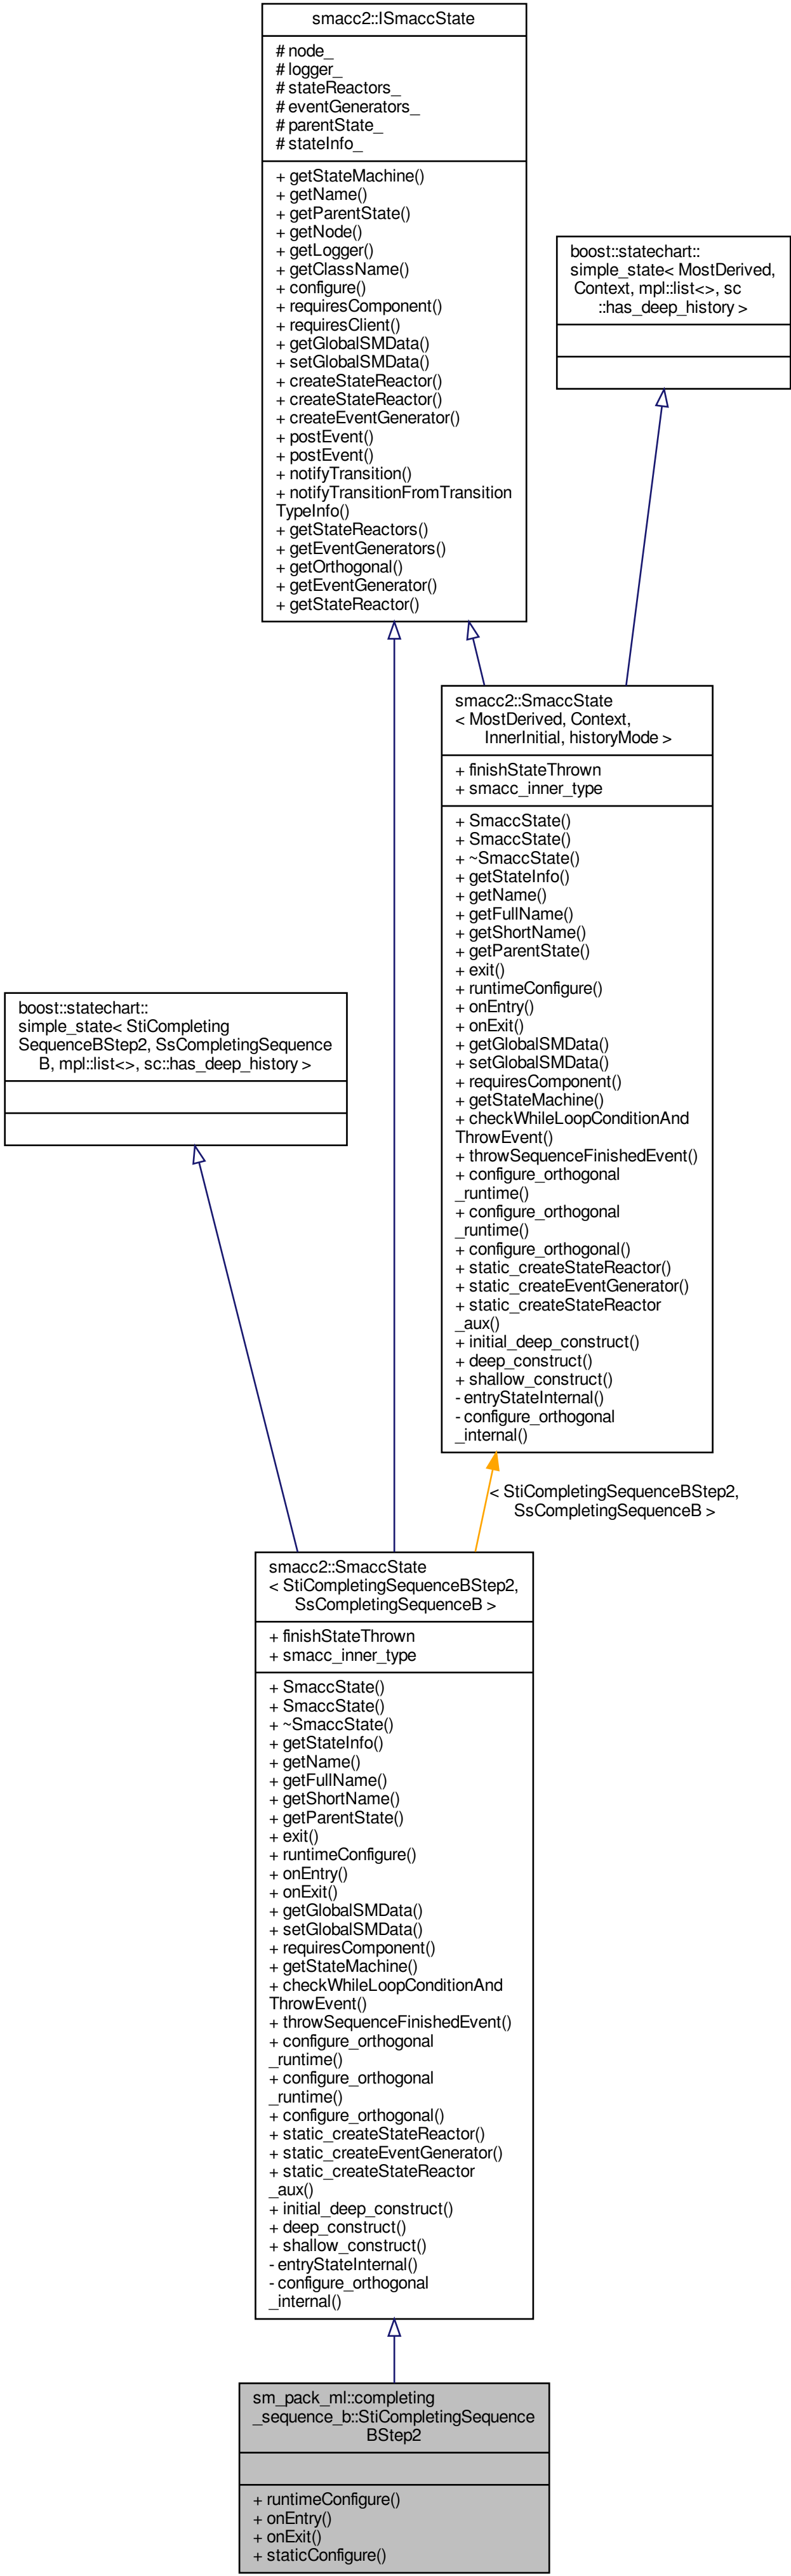 smacc2::ISmaccState
# node_
# logger_
# stateReactors_
# eventGenerators_
# parentState_
# stateInfo_
+ getStateMachine()
+ getName()
+ getParentState()
+ getNode()
+ getLogger()
+ getClassName()
+ configure()
+ requiresComponent()
+ requiresClient()
+ getGlobalSMData()
+ setGlobalSMData()
+ createStateReactor()
+ createStateReactor()
+ createEventGenerator()
+ postEvent()
+ postEvent()
+ notifyTransition()
+ notifyTransitionFromTransition
TypeInfo()
+ getStateReactors()
+ getEventGenerators()
+ getOrthogonal()
+ getEventGenerator()
+ getStateReactor()
boost::statechart::
simple_state< MostDerived,
Context, mpl::list<>, sc
::has_deep_history >
smacc2::SmaccState
< MostDerived, Context,
InnerInitial, historyMode >
+ finishStateThrown
+ smacc_inner_type
+ SmaccState()
+ SmaccState()
+ ~SmaccState()
+ getStateInfo()
+ getName()
+ getFullName()
+ getShortName()
+ getParentState()
+ exit()
+ runtimeConfigure()
+ onEntry()
+ onExit()
+ getGlobalSMData()
+ setGlobalSMData()
+ requiresComponent()
+ getStateMachine()
+ checkWhileLoopConditionAnd
ThrowEvent()
+ throwSequenceFinishedEvent()
+ configure_orthogonal
_runtime()
+ configure_orthogonal
_runtime()
+ configure_orthogonal()
+ static_createStateReactor()
+ static_createEventGenerator()
+ static_createStateReactor
_aux()
+ initial_deep_construct()
+ deep_construct()
+ shallow_construct()
- entryStateInternal()
- configure_orthogonal
_internal()
boost::statechart::
simple_state< StiCompleting
SequenceBStep2, SsCompletingSequence
B, mpl::list<>, sc::has_deep_history >
< StiCompletingSequenceBStep2,
SsCompletingSequenceB >
smacc2::SmaccState
< StiCompletingSequenceBStep2,
SsCompletingSequenceB >
+ finishStateThrown
+ smacc_inner_type
+ SmaccState()
+ SmaccState()
+ ~SmaccState()
+ getStateInfo()
+ getName()
+ getFullName()
+ getShortName()
+ getParentState()
+ exit()
+ runtimeConfigure()
+ onEntry()
+ onExit()
+ getGlobalSMData()
+ setGlobalSMData()
+ requiresComponent()
+ getStateMachine()
+ checkWhileLoopConditionAnd
ThrowEvent()
+ throwSequenceFinishedEvent()
+ configure_orthogonal
_runtime()
+ configure_orthogonal
_runtime()
+ configure_orthogonal()
+ static_createStateReactor()
+ static_createEventGenerator()
+ static_createStateReactor
_aux()
+ initial_deep_construct()
+ deep_construct()
+ shallow_construct()
- entryStateInternal()
- configure_orthogonal
_internal()
sm_pack_ml::completing
_sequence_b::StiCompletingSequence
BStep2
+ runtimeConfigure()
+ onEntry()
+ onExit()
+ staticConfigure()